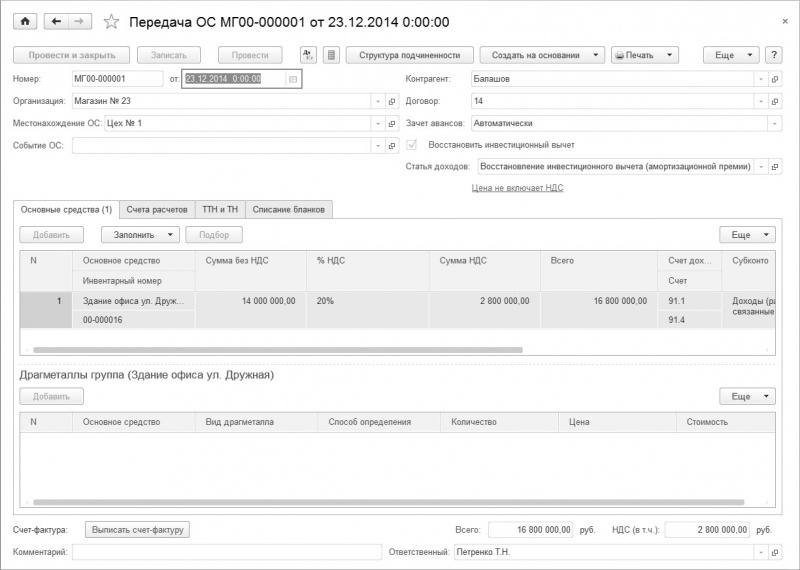 Передача ОС МГ00-000001 от 23.12.2014 0:00:00
Провести и закрыть Записать Провести Дт Кт Структура подчиненности Создать на основании Печать Еще ?
Номер: МГ00-000001 от: 23.12.2014 0:00:00 Контрагент: Балашов
Организация: Магазин № 23 Договор: 14
Местонахождение ОС: Цех № 1 Зачет авансов: Автоматически
Событие ОС: Восстановить инвестиционный вычет
Статья доходов: Восстановление инвестиционного вычета (амортизационной премии)
Цена не включает НДС
Основные средства (1) Счета расчетов ТТН и ТН Списание бланков
Добавить Заполнить Подбор Еще
N Основное средство Сумма без НДС % НДС Сумма НДС Всего Счет дох... Субконто
Инвентарный номер Счет
1 Здание офиса ул. Друж... 14 000 000,00 20% 2 800 000,00 16 800 000,00 91.1 Доходы (ра
связанные
00-000016 91.4
Драгметаллы группа (Здание офиса ул. Дружная)
Добавить Еще
N Основное средство Вид драгметалла Способ определения Количество Цена Стоимость
Счет-фактура: Выписать счет-фактуру Всего: 16 800 000,00 руб. НДС (в т.ч.): 2 800 000,00 руб.
Комментарий: Ответственный: Петренко Т.Н.